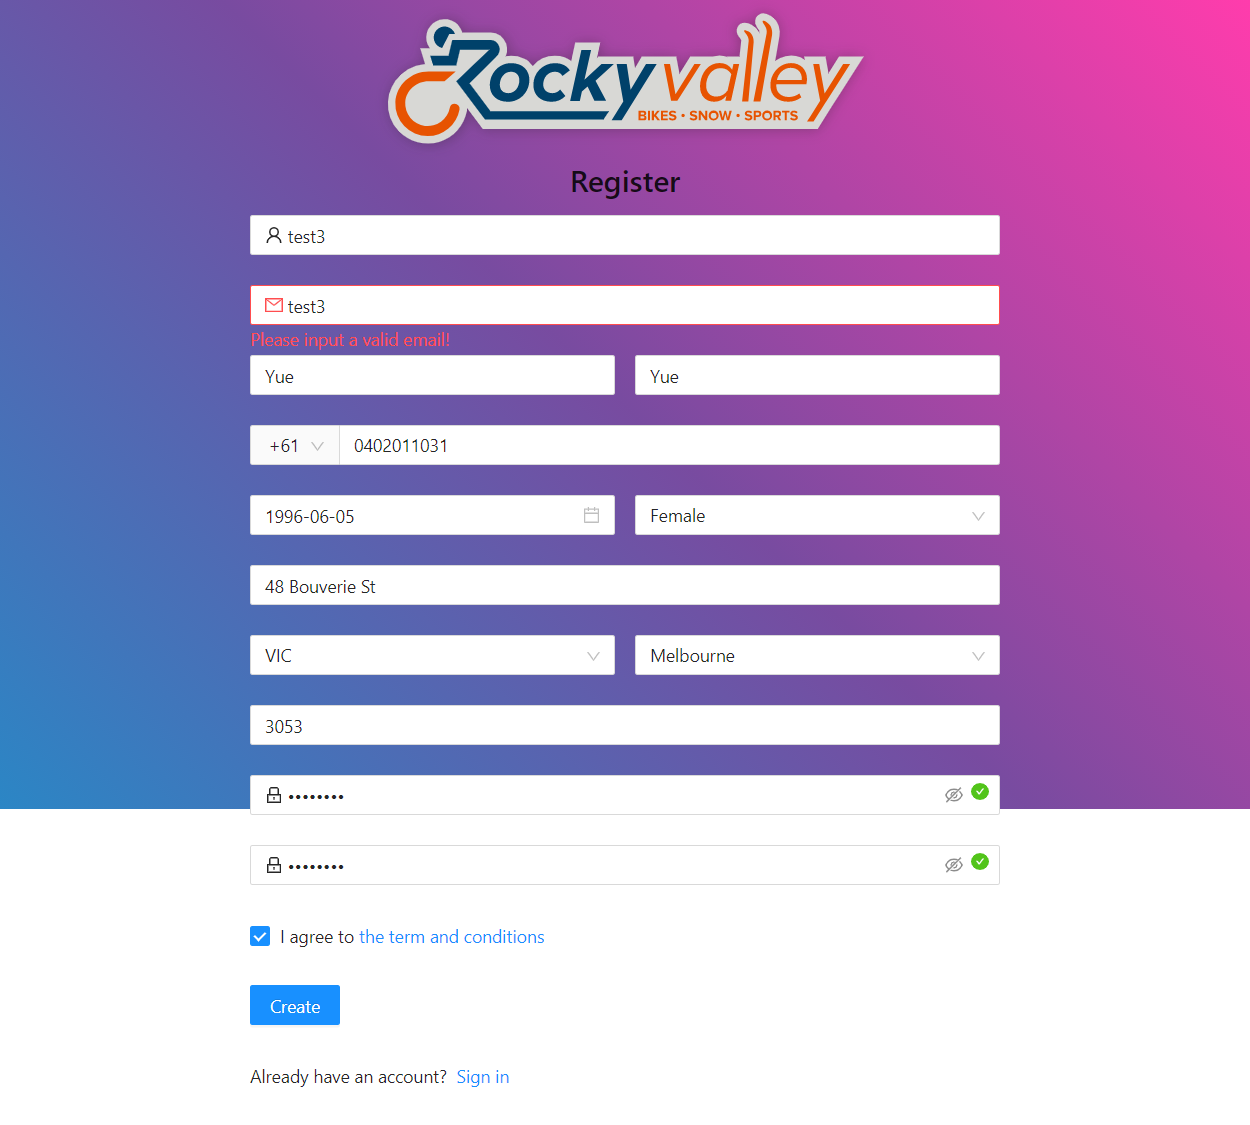 Rockyvalley
BIKES • SNOW • SPORTS
Register
test3
test3
Please input a valid email!
Yue Yue
+61 0402011031
1996-06-05 Female
48 Bouverie St
VIC Melbourne
3053
••••••••
••••••••
I agree to the term and conditions
Create
Already have an account? Sign in